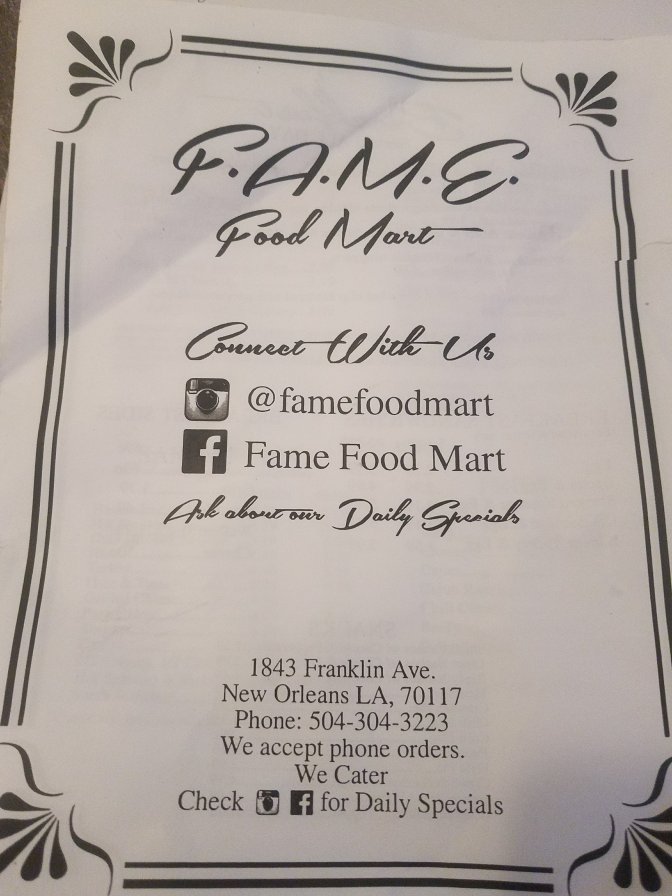 F.A.M.E.
Food Mart
Connect With Us
@famefoodmart
Fame Food Mart
Ask about our Daily Specials
1843 Franklin Ave.
New Orleans LA, 70117
Phone: 504-304-3223
We accept phone orders.
We Cater
Check for Daily Specials